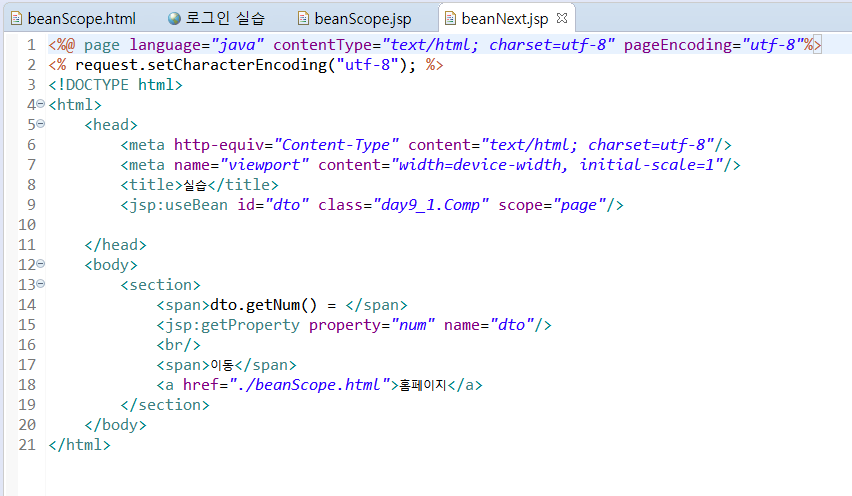 beanScope.html 로그인 실습 beanScope.jsp beanNext.jsp
1 <%@ page language="java" contentType="text/html; charset=utf-8" pageEncoding="utf-8"%>
2 <% request.setCharacterEncoding("utf-8"); %>
3 <!DOCTYPE html>
4 <html>
5     <head>
6         <meta http-equiv="Content-Type" content="text/html; charset=utf-8"/>
7         <meta name="viewport" content="width=device-width, initial-scale=1"/>
8         <title>실습</title>
9         <jsp:useBean id="dto" class="day9_1.Comp" scope="page"/>
10
11     </head>
12     <body>
13         <section>
14             <span>dto.getNum() = </span>
15             <jsp:getProperty property="num" name="dto"/>
16             <br/>
17             <span>이동</span>
18             <a href="./beanScope.html">홈페이지</a>
19         </section>
20     </body>
21 </html>